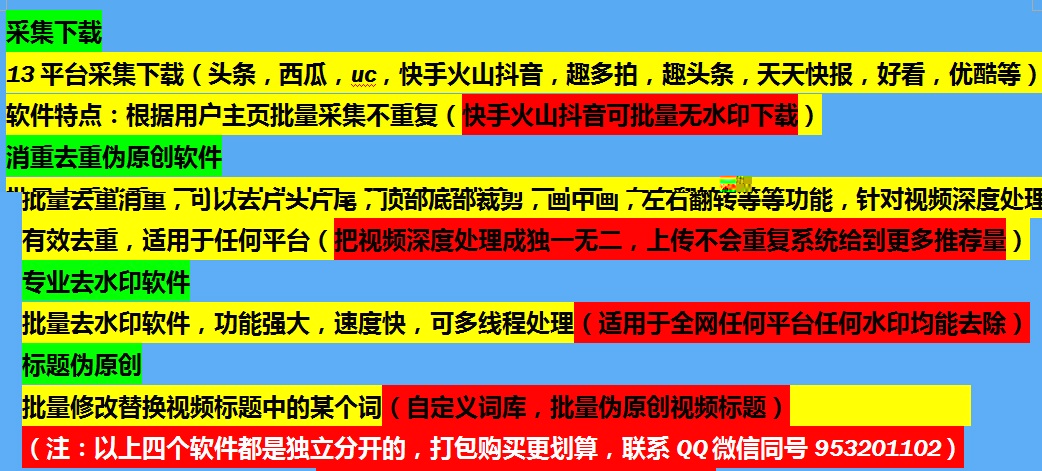 采集下载
13平台采集下载（头条，西瓜，uc，快手火山抖音，趣多拍，趣头条，天天快报，好看，优酷等）
软件特点：根据用户主页批量采集不重复（快手火山抖音可批量无水印下载）
消重去重伪原创软件
批量去重消重，可以去片头片尾，顶部底部裁剪，画中画，左右翻转等等功能，针对视频深度处理
有效去重，适用于任何平台（把视频深度处理成独一无二，上传不会重复系统给到更多推荐量）
专业去水印软件
批量去水印软件，功能强大，速度快，可多线程处理（适用于全网任何平台任何水印均能去除）
标题伪原创
批量修改替换视频标题中的某个词（自定义词库，批量伪原创视频标题）
（注：以上四个软件都是独立分开的，打包购买更划算，联系QQ微信同号953201102）